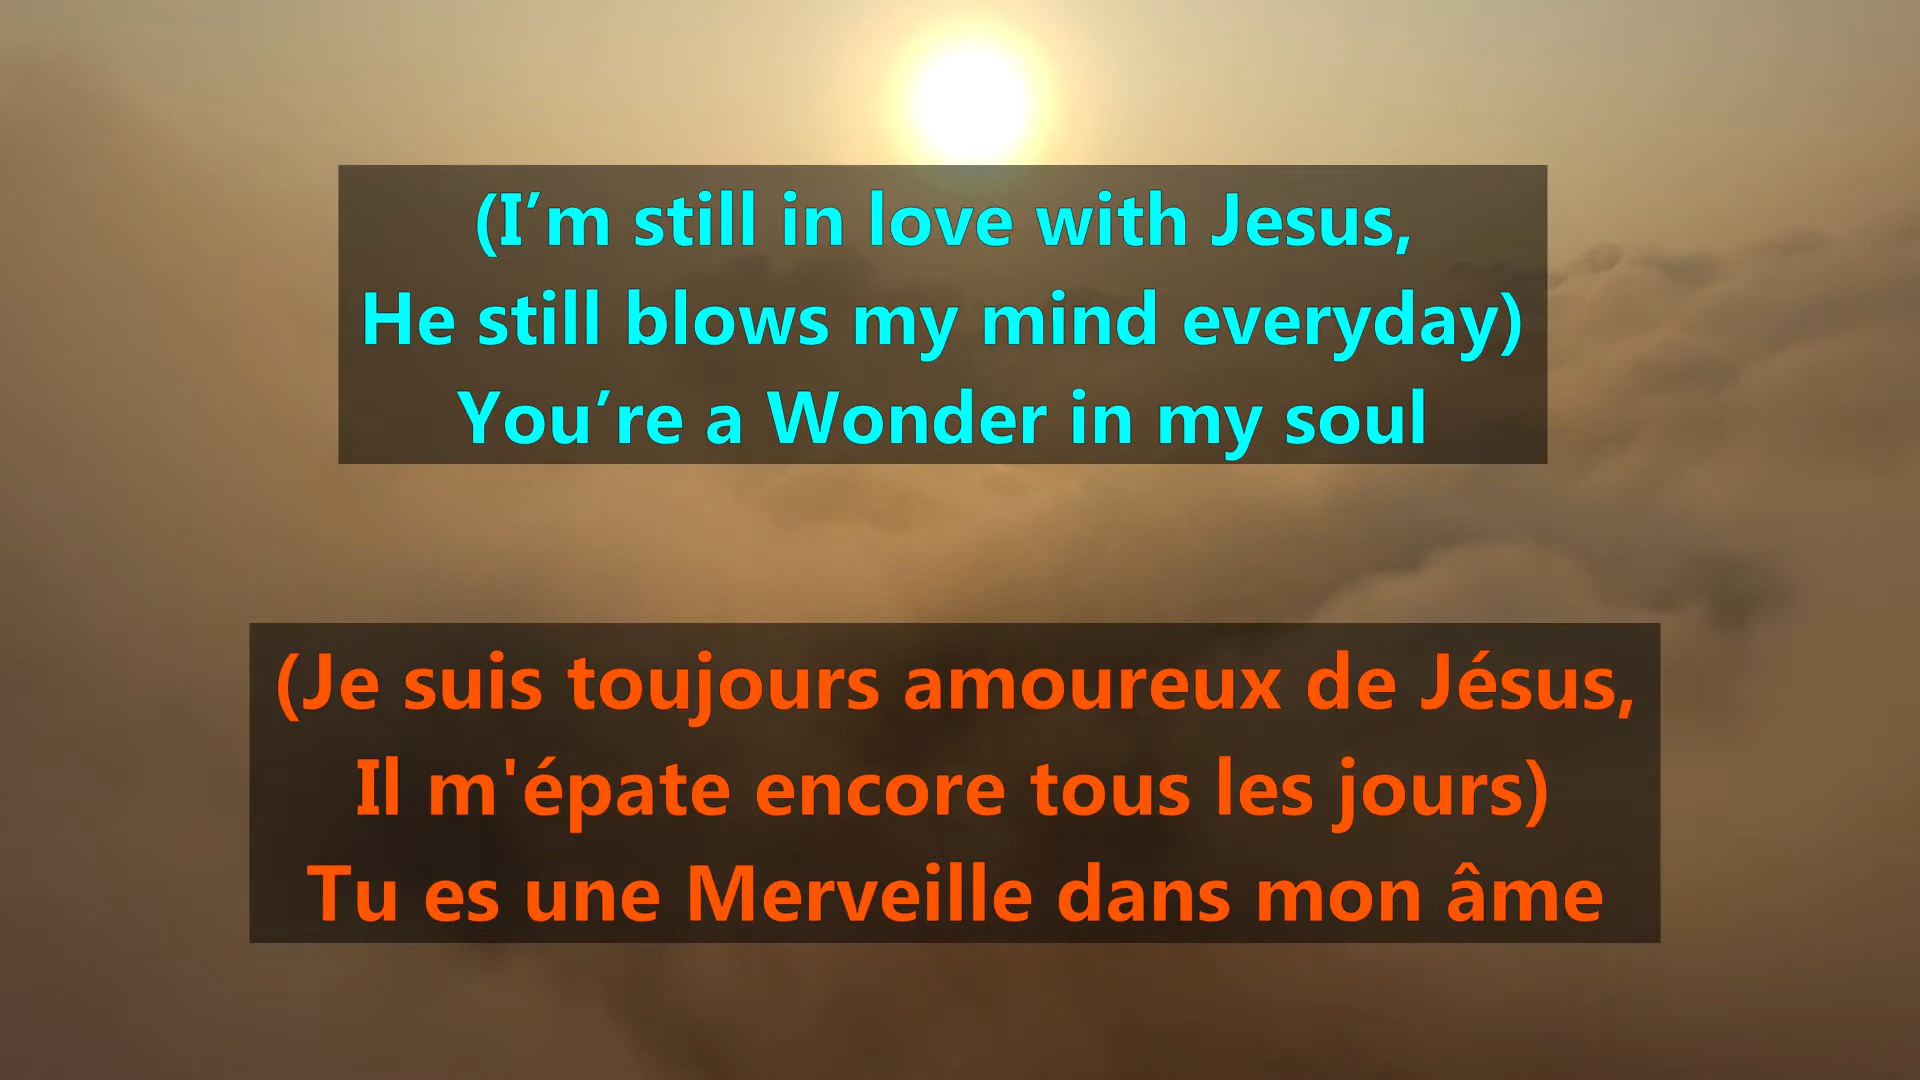 (I’m still in love with Jesus,
He still blows my mind everyday)
You’re a Wonder in my soul
(Je suis toujours amoureux de Jésus,
Il m'épate encore tous les jours)
Tu es une Merveille dans mon âme